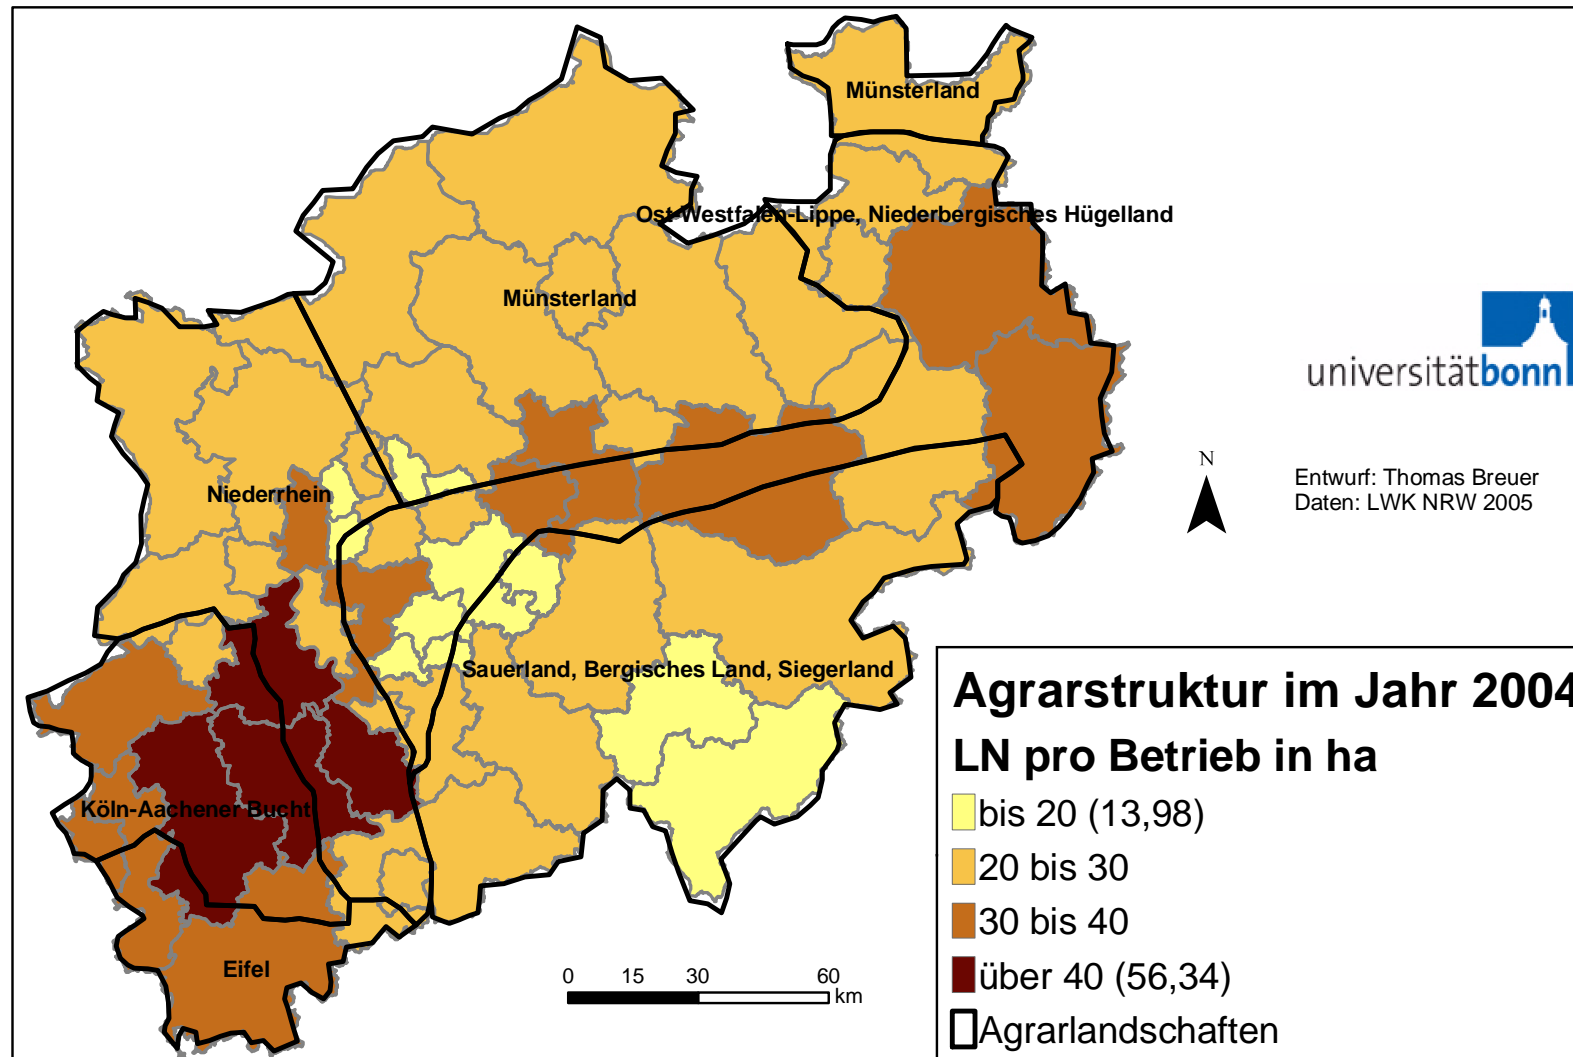 Münsterland
Ost-Westfalen-Lippe, Niederbergisches Hügelland
Münsterland
Niederrhein
Sauerland, Bergisches Land, Siegerland
Köln-Aachener Bucht
Eifel
universitätbonn
N
Entwurf: Thomas Breuer
Daten: LWK NRW 2005
0 15 30 60
km
Agrarstruktur im Jahr 2004
LN pro Betrieb in ha
bis 20 (13,98)
20 bis 30
30 bis 40
über 40 (56,34)
Agrarlandschaften